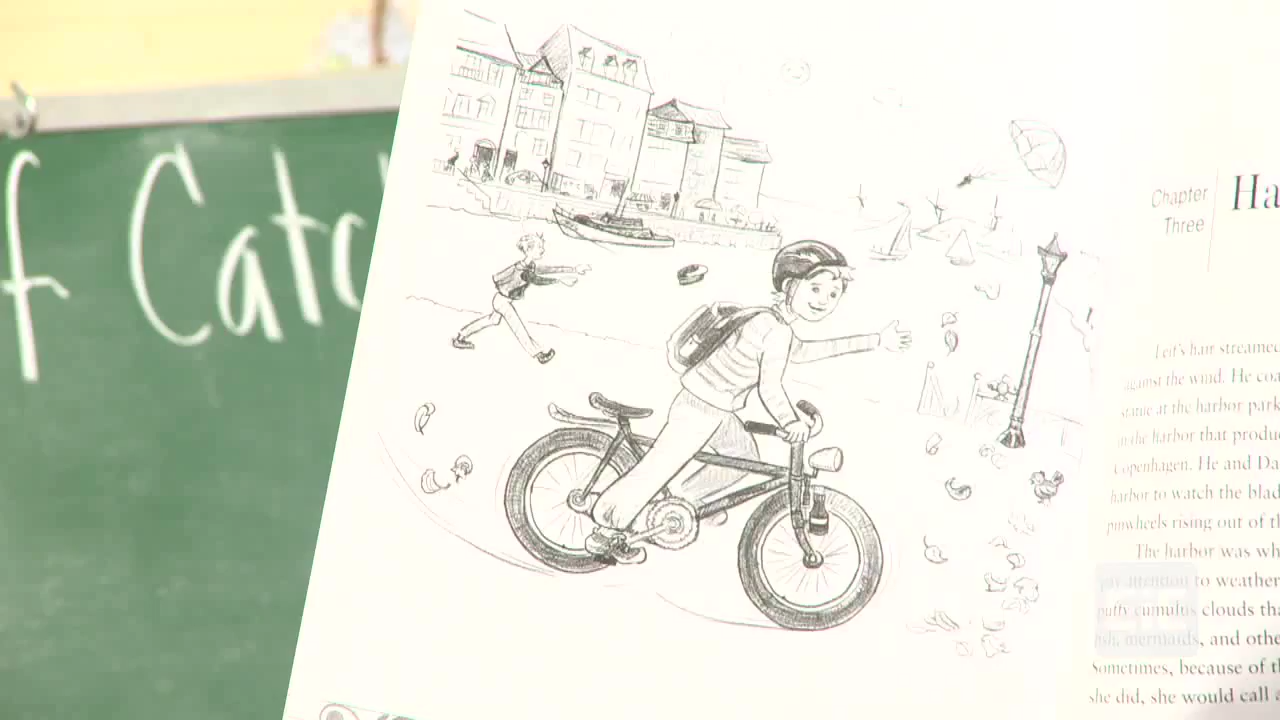 f Catc
Chapter
Three
Ha
Leif's hair streamed
against the wind. He coa
statue at the harbor park
in the harbor that produ
Copenhagen. He and Da
harbor to watch the blad
pinwheels rising out of th
The harbor was wh
pay attention to weather
puffy cumulus clouds tha
fish, mermaids, and othe
Sometimes, because of th
she did, she would call a